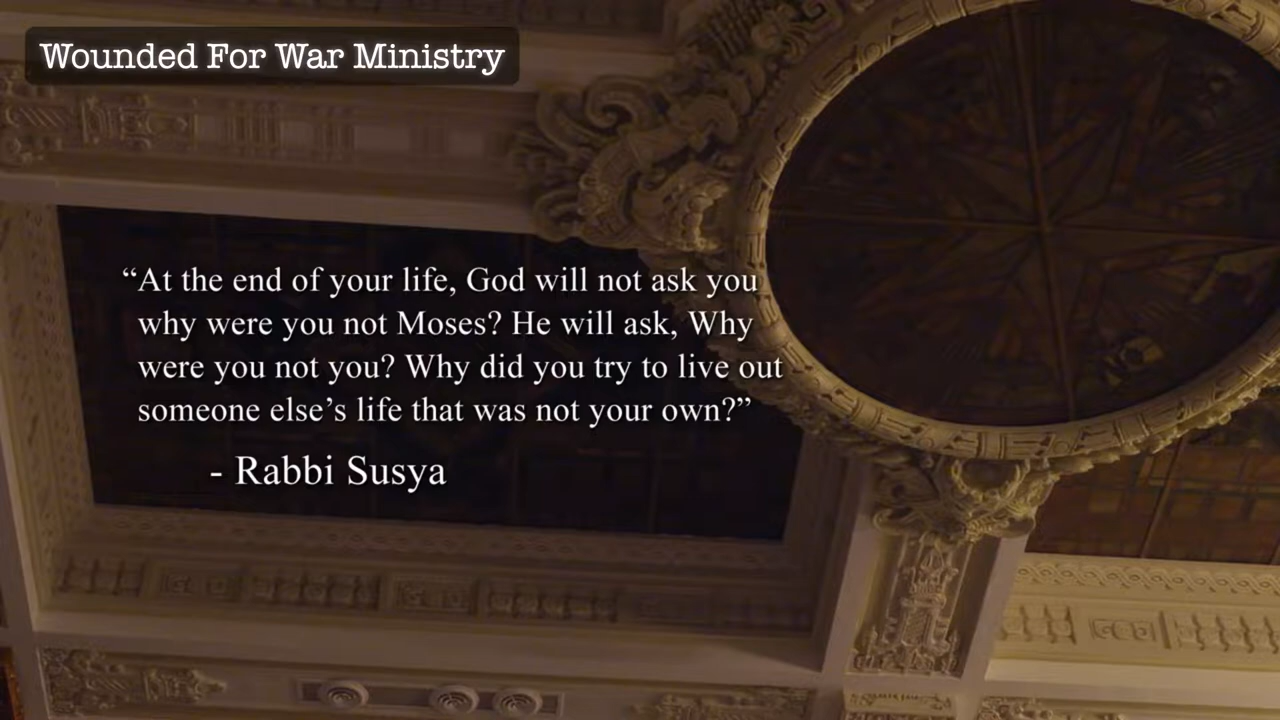 Wounded For War Ministry
“At the end of your life, God will not ask you
why were you not Moses? He will ask, Why
were you not you? Why did you try to live out
someone else’s life that was not your own?”
- Rabbi Susya